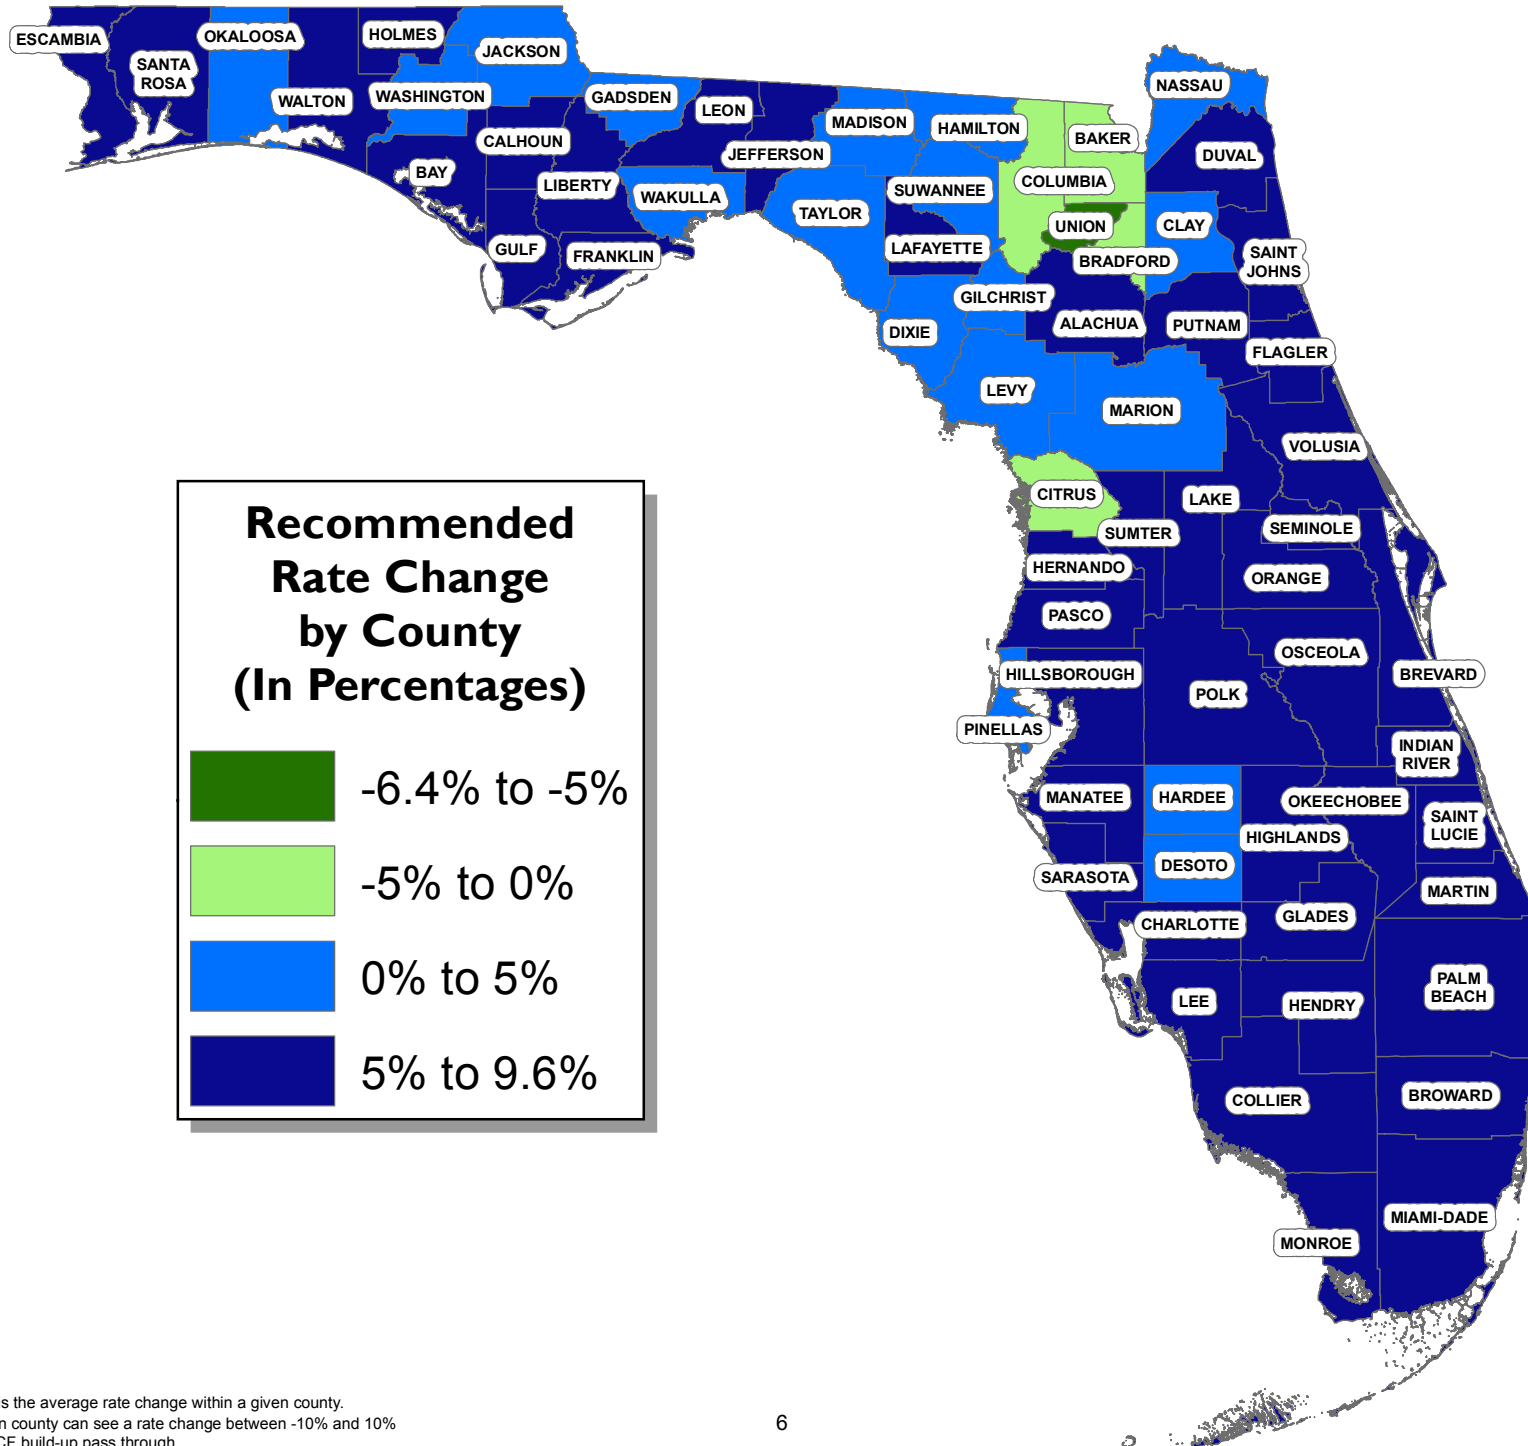 ESCAMBIA
SANTA
ROSA
OKALOOSA
WALTON
HOLMES
WASHINGTON
JACKSON
BAY
CALHOUN
GULF
LIBERTY
FRANKLIN
GADSDEN
LEON
WAKULLA
JEFFERSON
MADISON
TAYLOR
HAMILTON
SUWANNEE
LAFAYETTE
DIXIE
GILCHRIST
LEVY
COLUMBIA
BAKER
UNION
BRADFORD
ALACHUA
MARION
NASSAU
DUVAL
CLAY
SAINT
JOHNS
PUTNAM
FLAGLER
VOLUSIA
CITRUS
SUMTER
LAKE
SEMINOLE
HERNANDO
ORANGE
PASCO
OSCEOLA
HILLSBOROUGH
POLK
BREVARD
PINELLAS
INDIAN
RIVER
MANATEE
HARDEE
OKEECHOBEE
SAINT
LUCIE
HIGHLANDS
DESOTO
SARASOTA
MARTIN
CHARLOTTE
GLADES
LEE
HENDRY
PALM
BEACH
COLLIER
BROWARD
MIAMI-DADE
MONROE
Recommended
Rate Change
by County
(In Percentages)
-6.4% to -5%
-5% to 0%
0% to 5%
5% to 9.6%
is the average rate change within a given county.
n county can see a rate change between -10% and 10%
build-up pass through
6